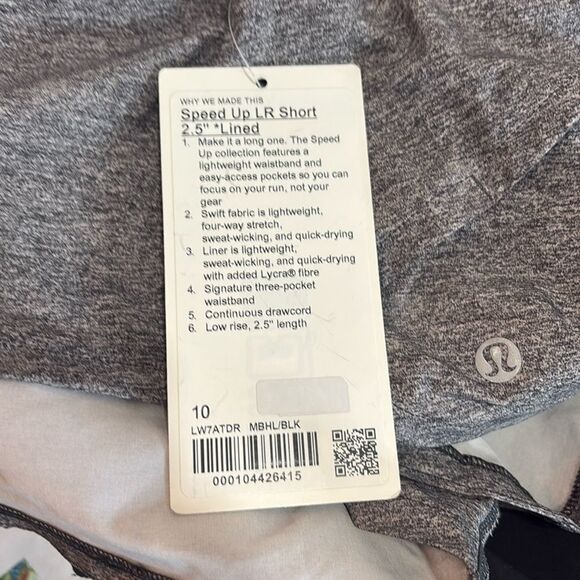 WHY WE MADE THIS
Speed Up LR Short
2.5" *Lined
1. Make it a long one. The Speed
Up collection features a
lightweight waistband and
easy-access pockets so you can
focus on your run, not your
gear
2. Swift fabric is lightweight,
four-way stretch,
sweat-wicking, and quick-drying
3. Liner is lightweight,
sweat-wicking, and quick-drying
with added Lycra® fibre
4. Signature three-pocket
waistband
5. Continuous drawcord
6. Low rise, 2.5" length
10
LW7ATDR MBHL/BLK
000104426415